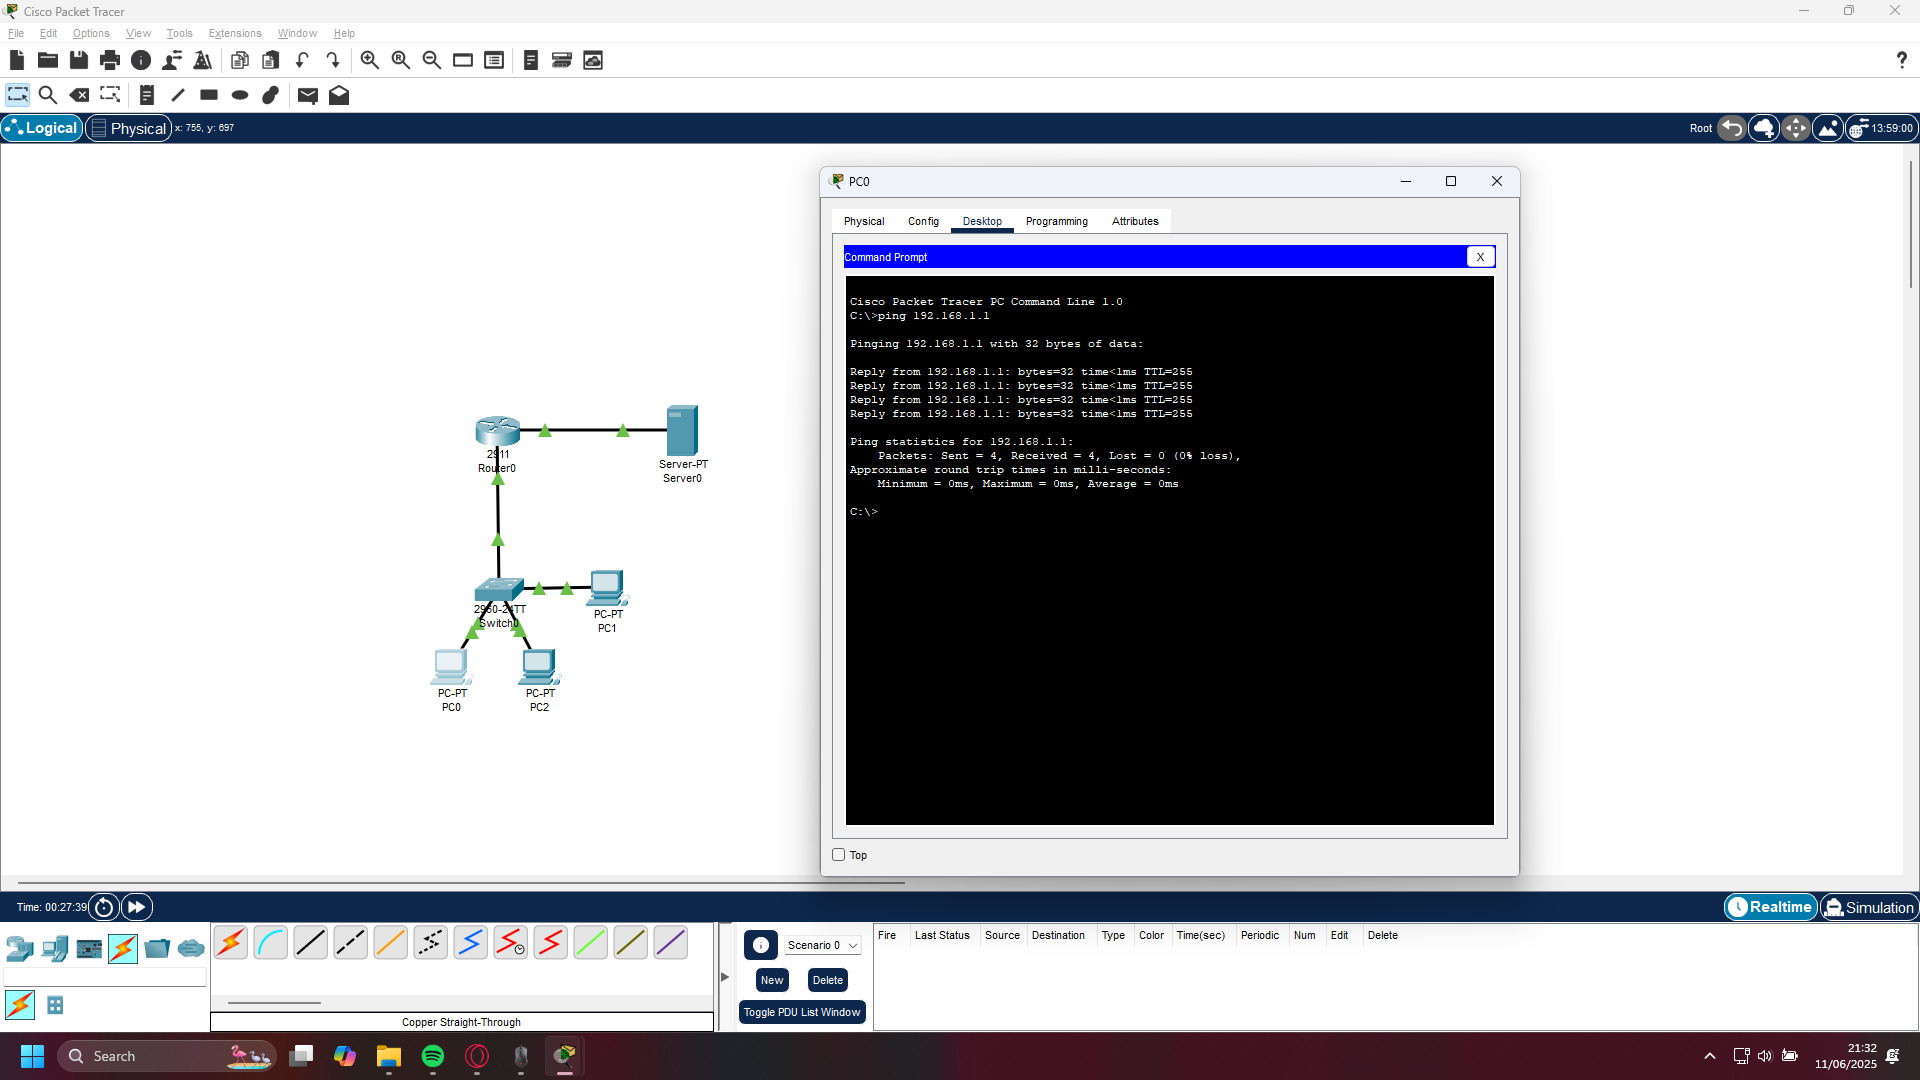 Cisco Packet Tracer
File Edit Options View Tools Extensions Window Help
Logical Physical x: 755, y: 697 Root 13:59:00
PC0
Physical Config Desktop Programming Attributes
Command Prompt X
Cisco Packet Tracer PC Command Line 1.0
C:\>ping 192.168.1.1
Pinging 192.168.1.1 with 32 bytes of data:
Reply from 192.168.1.1: bytes=32 time<1ms TTL=255
Reply from 192.168.1.1: bytes=32 time<1ms TTL=255
Reply from 192.168.1.1: bytes=32 time<1ms TTL=255
Reply from 192.168.1.1: bytes=32 time<1ms TTL=255
Ping statistics for 192.168.1.1:
Packets: Sent = 4, Received = 4, Lost = 0 (0% loss),
Approximate round trip times in milli-seconds:
Minimum = 0ms, Maximum = 0ms, Average = 0ms
C:\>
Top
2911
Router0
Server-PT
Server0
2960-24TT
Switch0
PC-PT
PC1
PC-PT
PC0
PC-PT
PC2
Time: 00:27:39 Realtime Simulation
Scenario 0
New Delete
Toggle PDU List Window
Fire Last Status Source Destination Type Color Time(sec) Periodic Num Edit Delete
Copper Straight-Through
Search
21:32
11/06/2025